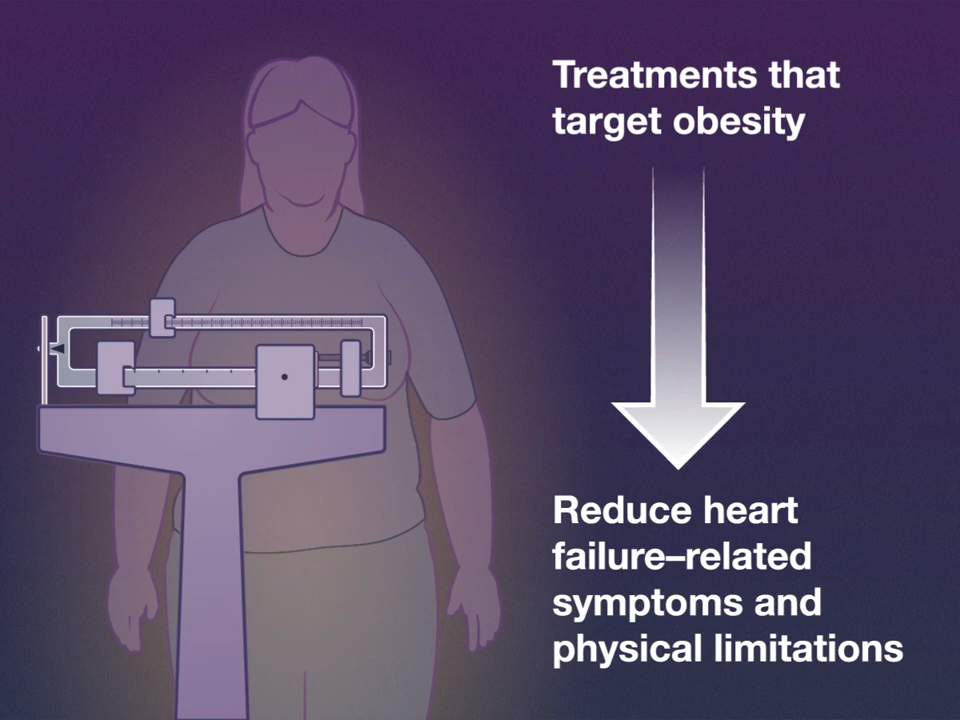 Treatments that
target obesity
Reduce heart
failure–related
symptoms and
physical limitations